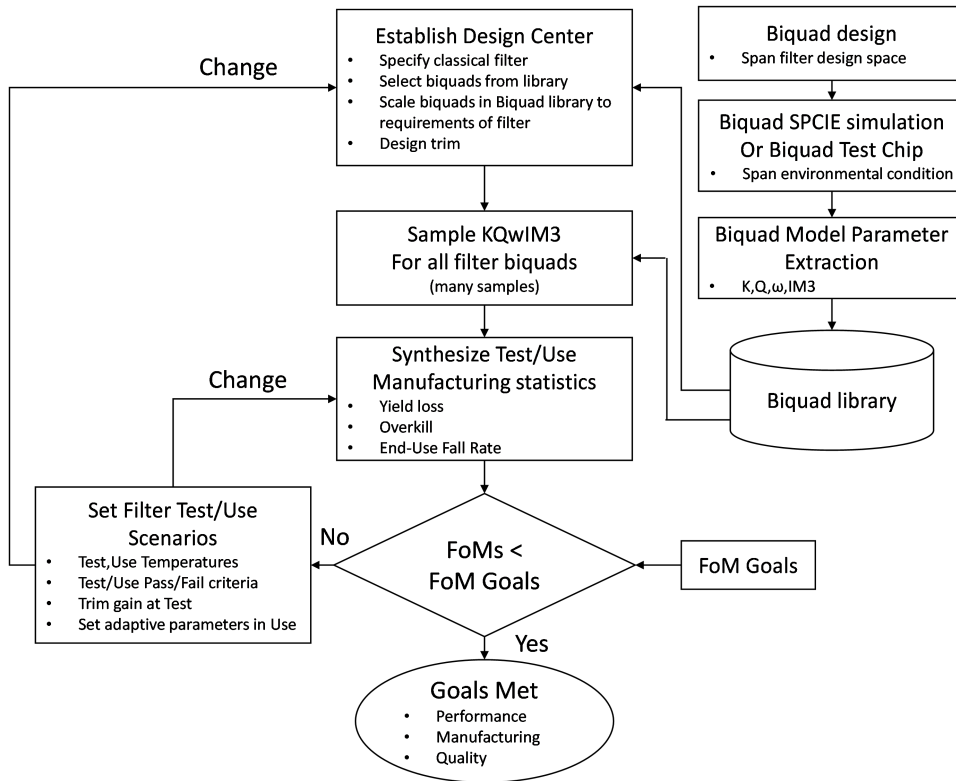 Establish Design Center
• Specify classical filter
• Select biquads from library
• Scale biquads in Biquad library to
requirements of filter
• Design trim
Change
Biquad design
• Span filter design space
Biquad SPCIE simulation
Or Biquad Test Chip
• Span environmental condition
Biquad Model Parameter
Extraction
• K,Q,ω,IM3
Biquad library
Sample KQwIM3
For all filter biquads
(many samples)
Synthesize Test/Use
Manufacturing statistics
• Yield loss
• Overkill
• End-Use Fall Rate
Change
Set Filter Test/Use
Scenarios
• Test,Use Temperatures
• Test/Use Pass/Fail criteria
• Trim gain at Test
• Set adaptive parameters in Use
No
FoMs <
FoM Goals
FoM Goals
Yes
Goals Met
• Performance
• Manufacturing
• Quality